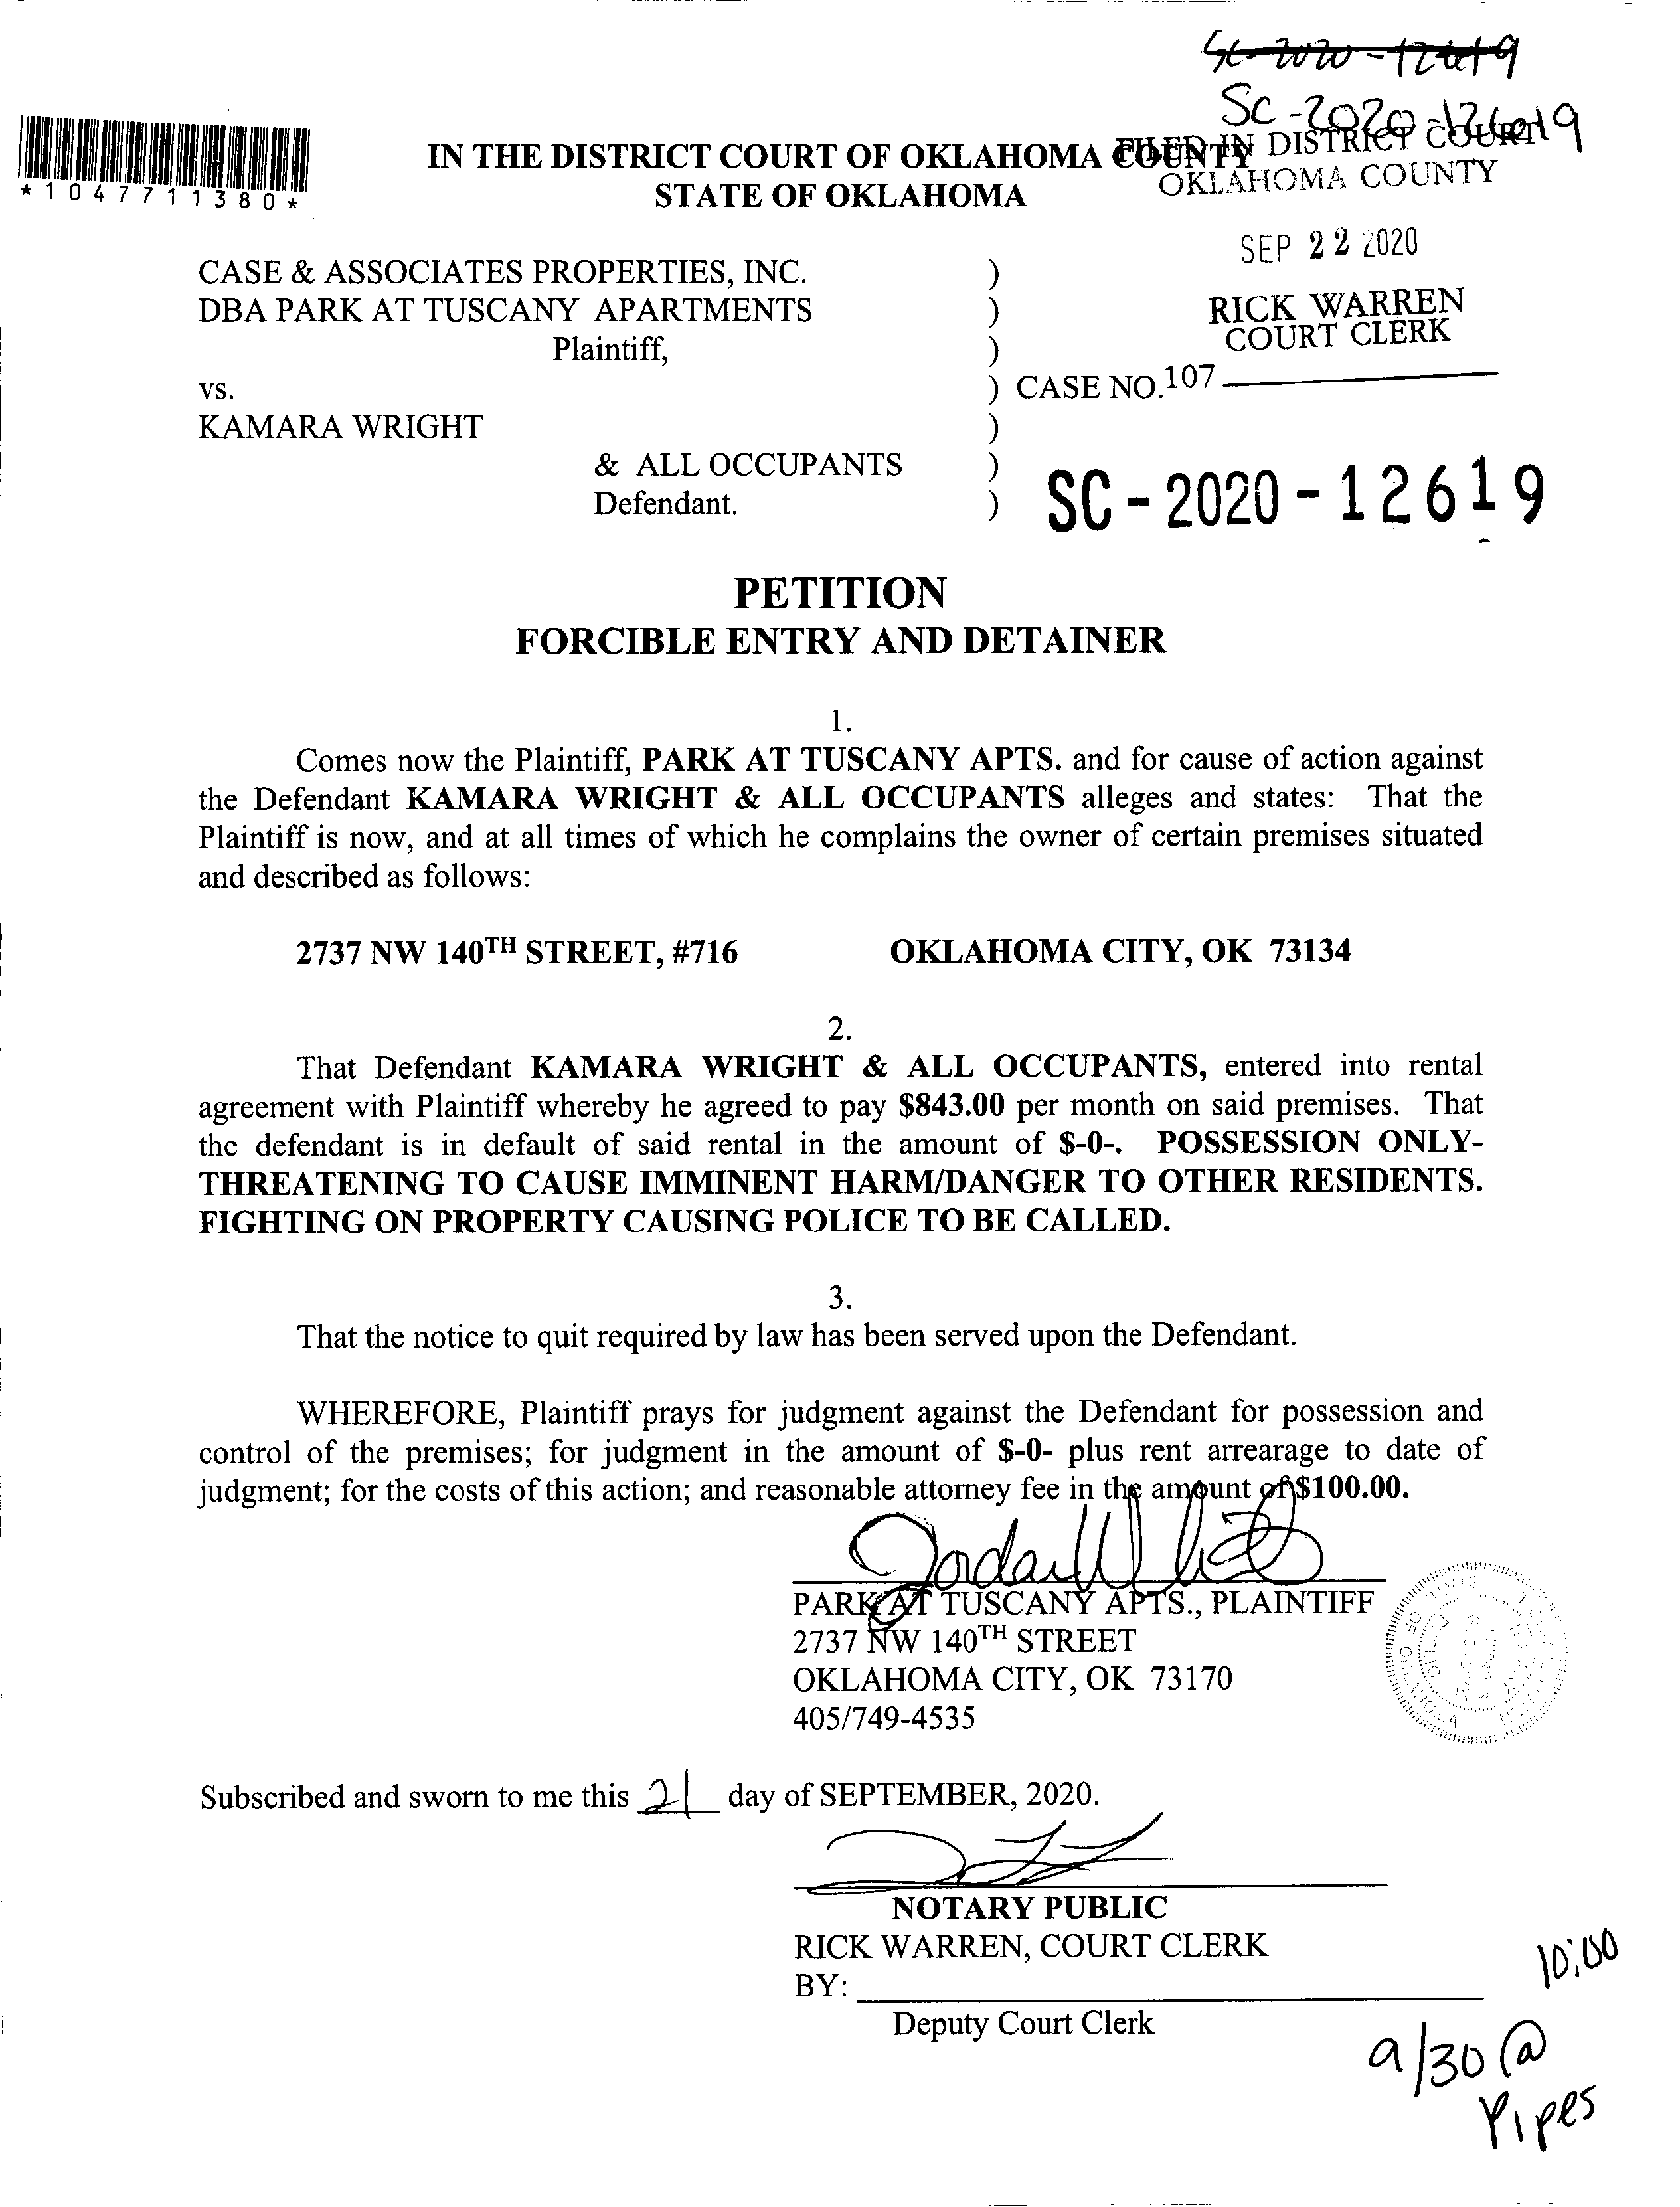 SC-2020-12619
SC-2020-12619
*1047711380*
IN THE DISTRICT COURT OF OKLAHOMA COUNTY
STATE OF OKLAHOMA
FILED IN DISTRICT COURT
OKLAHOMA COUNTY
SEP 22 2020
RICK WARREN
COURT CLERK
CASE & ASSOCIATES PROPERTIES, INC. )
DBA PARK AT TUSCANY APARTMENTS )
Plaintiff, )
vs. ) CASE NO.107
KAMARA WRIGHT )
& ALL OCCUPANTS )
Defendant. )
SC-2020-12619
PETITION
FORCIBLE ENTRY AND DETAINER
1.
Comes now the Plaintiff, PARK AT TUSCANY APTS. and for cause of action against
the Defendant KAMARA WRIGHT & ALL OCCUPANTS alleges and states: That the
Plaintiff is now, and at all times of which he complains the owner of certain premises situated
and described as follows:
2737 NW 140TH STREET, #716 OKLAHOMA CITY, OK 73134
2.
That Defendant KAMARA WRIGHT & ALL OCCUPANTS, entered into rental
agreement with Plaintiff whereby he agreed to pay $843.00 per month on said premises. That
the defendant is in default of said rental in the amount of $-0-. POSSESSION ONLY-
THREATENING TO CAUSE IMMINENT HARM/DANGER TO OTHER RESIDENTS.
FIGHTING ON PROPERTY CAUSING POLICE TO BE CALLED.
3.
That the notice to quit required by law has been served upon the Defendant.
WHEREFORE, Plaintiff prays for judgment against the Defendant for possession and
control of the premises; for judgment in the amount of $-0- plus rent arrearage to date of
judgment; for the costs of this action; and reasonable attorney fee in the amount of $100.00.
PARK AT TUSCANY APTS., PLAINTIFF
2737 NW 140TH STREET
OKLAHOMA CITY, OK 73170
405/749-4535
Subscribed and sworn to me this 21 day of SEPTEMBER, 2020.
NOTARY PUBLIC
RICK WARREN, COURT CLERK
BY:
Deputy Court Clerk
10:00
9/30 @
Pipes